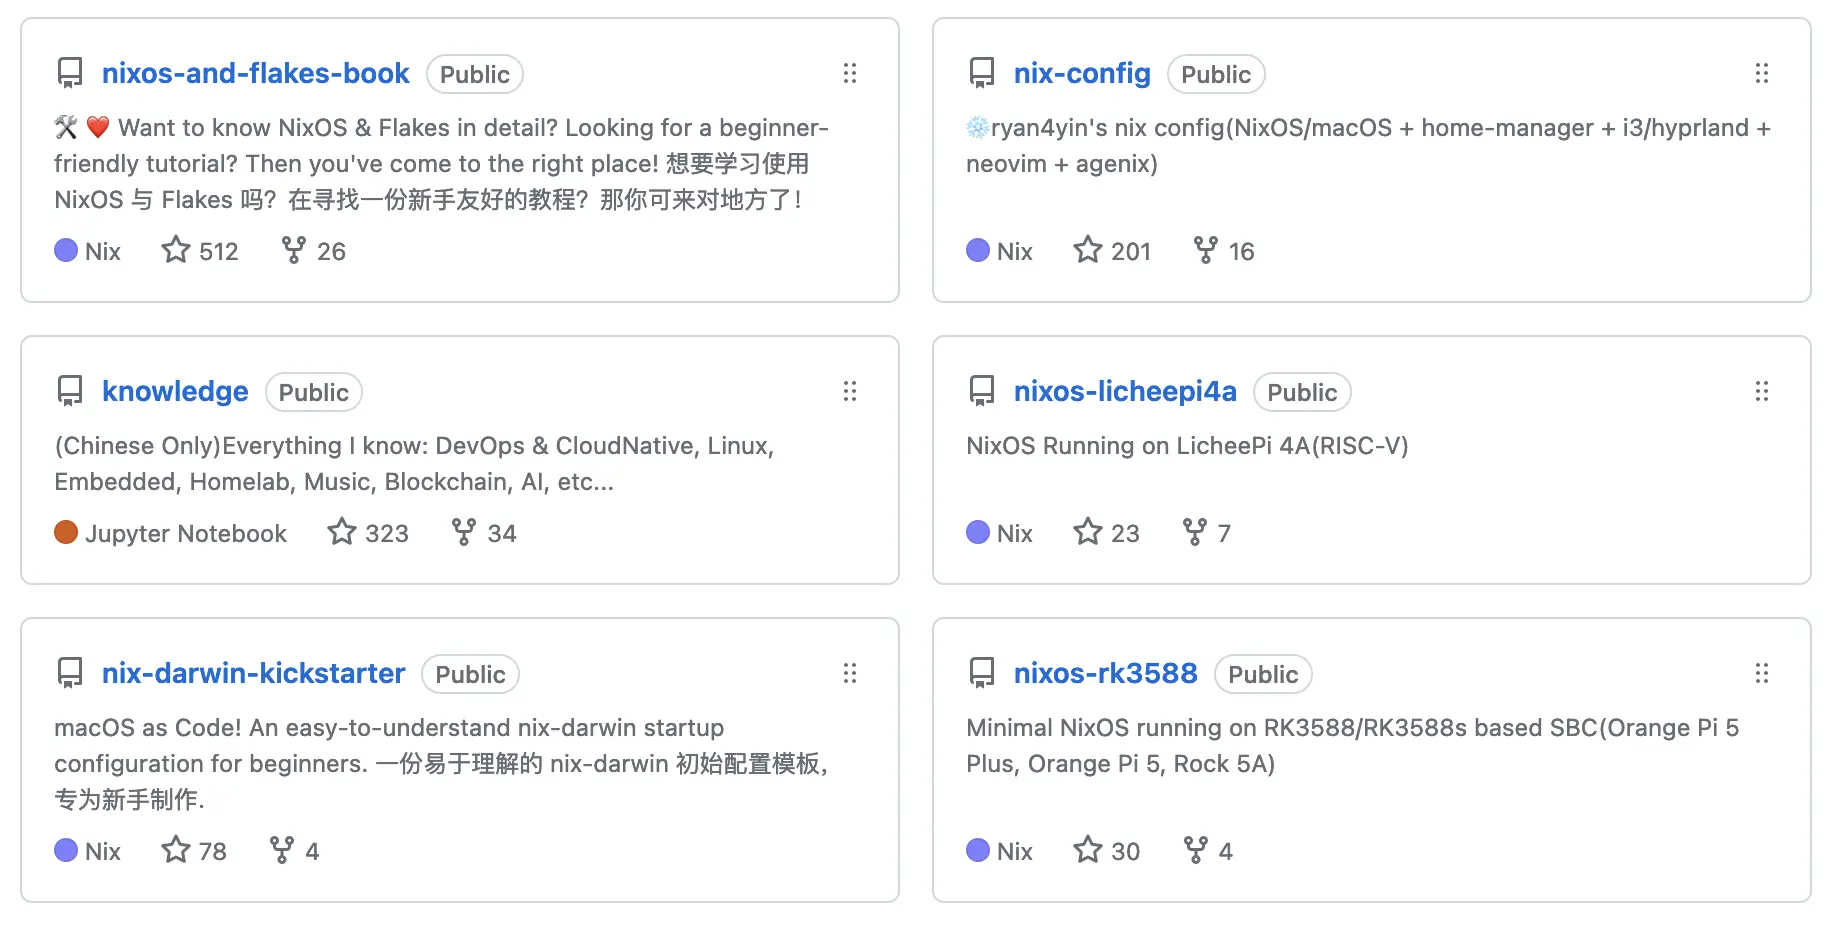 nixos-and-flakes-book Public
🛠️ ❤️ Want to know NixOS & Flakes in detail? Looking for a beginner-
friendly tutorial? Then you've come to the right place! 想要学习使用
NixOS 与 Flakes 吗？在寻找一份新手友好的教程？那你可来对地方了！
Nix 512 26
nix-config Public
❄️ryan4yin's nix config(NixOS/macOS + home-manager + i3/hyprland +
neovim + agenix)
Nix 201 16
knowledge Public
(Chinese Only)Everything I know: DevOps & CloudNative, Linux,
Embedded, Homelab, Music, Blockchain, AI, etc...
Jupyter Notebook 323 34
nixos-licheepi4a Public
NixOS Running on LicheePi 4A(RISC-V)
Nix 23 7
nix-darwin-kickstarter Public
macOS as Code! An easy-to-understand nix-darwin startup
configuration for beginners. 一份易于理解的 nix-darwin 初始配置模板，
专为新手制作.
Nix 78 4
nixos-rk3588 Public
Minimal NixOS running on RK3588/RK3588s based SBC(Orange Pi 5
Plus, Orange Pi 5, Rock 5A)
Nix 30 4